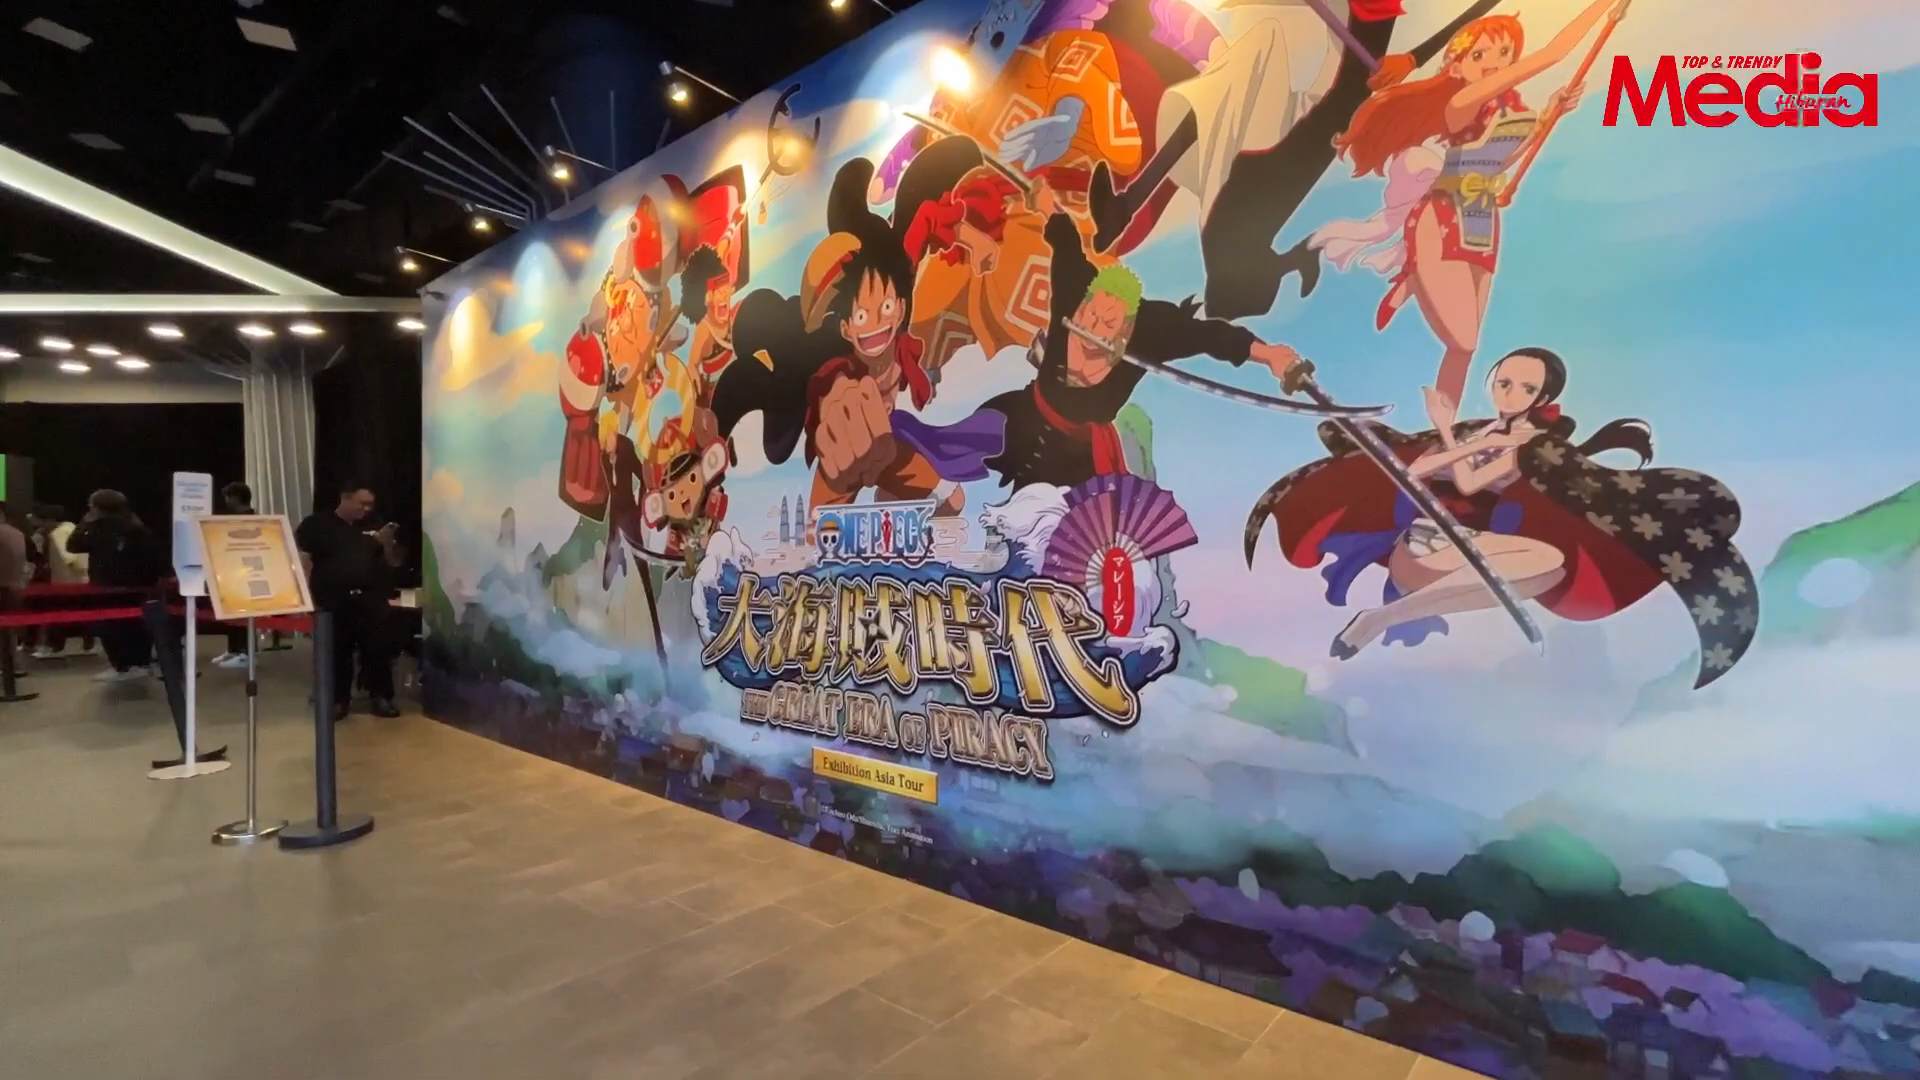 TOP & TRENDY
Media
Hiburan
ONE PIECE
マレーシア
大海賊時代
THE GREAT ERA OF PIRACY
Exhibition Asia Tour